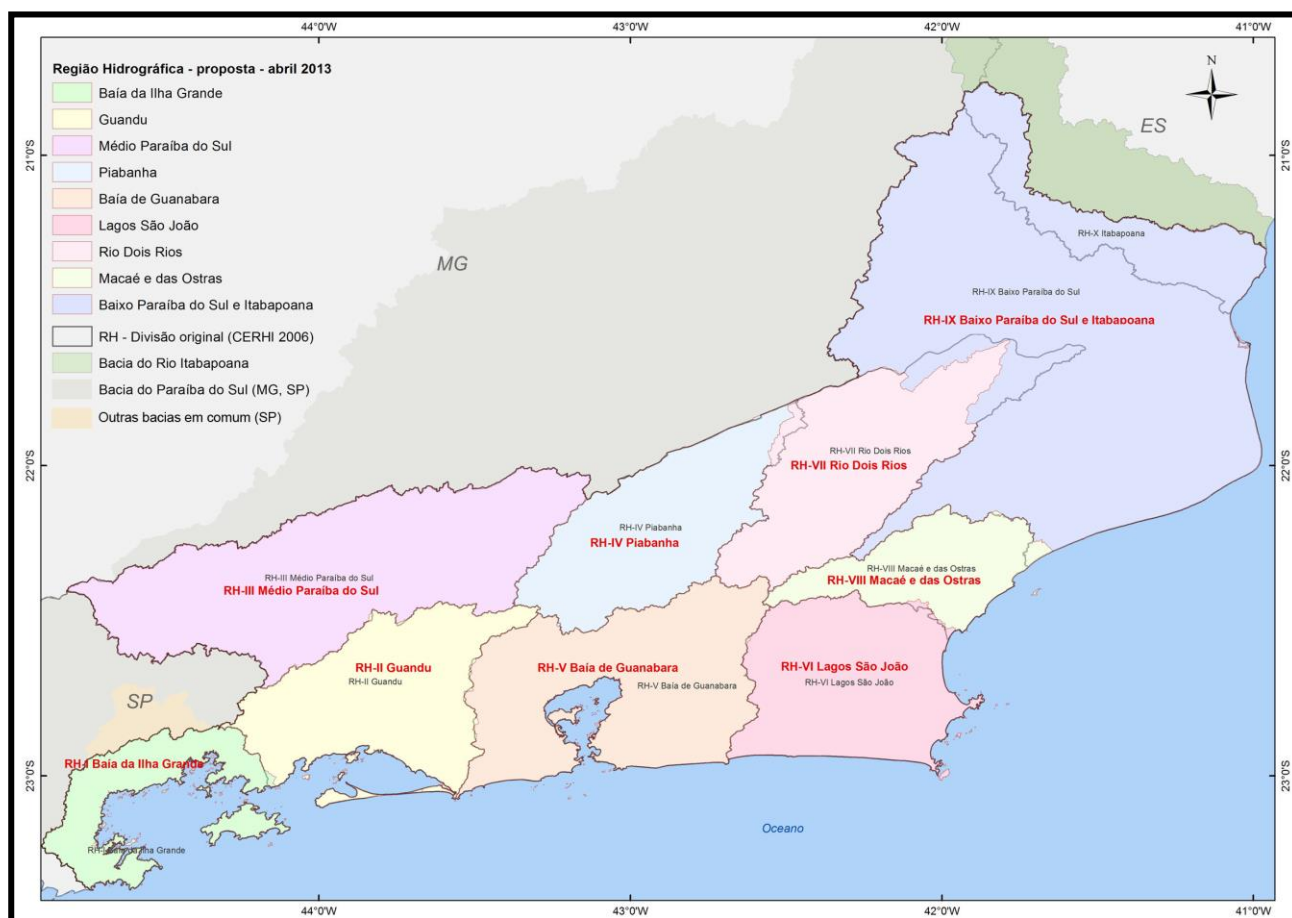 44°0'W
43°0'W
42°0'W
41°0'W
Região Hidrográfica - proposta - abril 2013
Baía da Ilha Grande
Guandu
Médio Paraíba do Sul
Piabanha
Baía de Guanabara
Lagos São João
Rio Dois Rios
Macaé e das Ostras
Baixo Paraíba do Sul e Itabapoana
RH - Divisão original (CERHI 2006)
Bacia do Rio Itabapoana
Bacia do Paraíba do Sul (MG, SP)
Outras bacias em comum (SP)
N
ES
21°0'S
21°0'S
RH-X Itabapoana
MG
RH-IX Baixo Paraíba do Sul
RH-IX Baixo Paraíba do Sul e Itabapoana
RH-VII Rio Dois Rios
RH-VII Rio Dois Rios
22°0'S
22°0'S
RH-IV Piabanha
RH-IV Piabanha
RH-VIII Macaé e das Ostras
RH-VIII Macaé e das Ostras
RH-III Médio Paraíba do Sul
RH-III Médio Paraíba do Sul
RH-II Guandu
RH-II Guandu
RH-V Baía de Guanabara
RH-V Baía de Guanabara
RH-VI Lagos São João
RH-VI Lagos São João
SP
RH-I Baía da Ilha Grande
23°0'S
23°0'S
Oceano
RH-I Baía da Ilha Grande
44°0'W
43°0'W
42°0'W
41°0'W